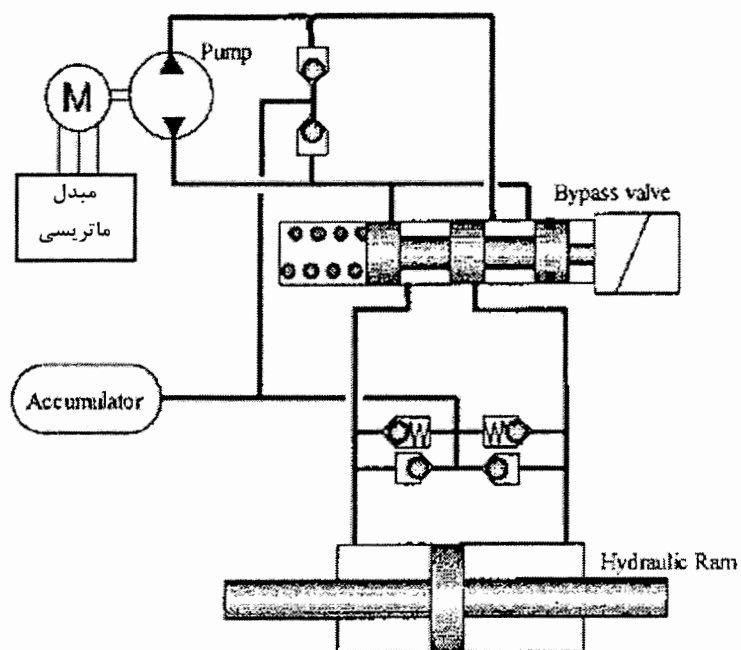 Pump
M
مبدل
ماتریسی
Bypass valve
Accumulator
Hydraulic Ram